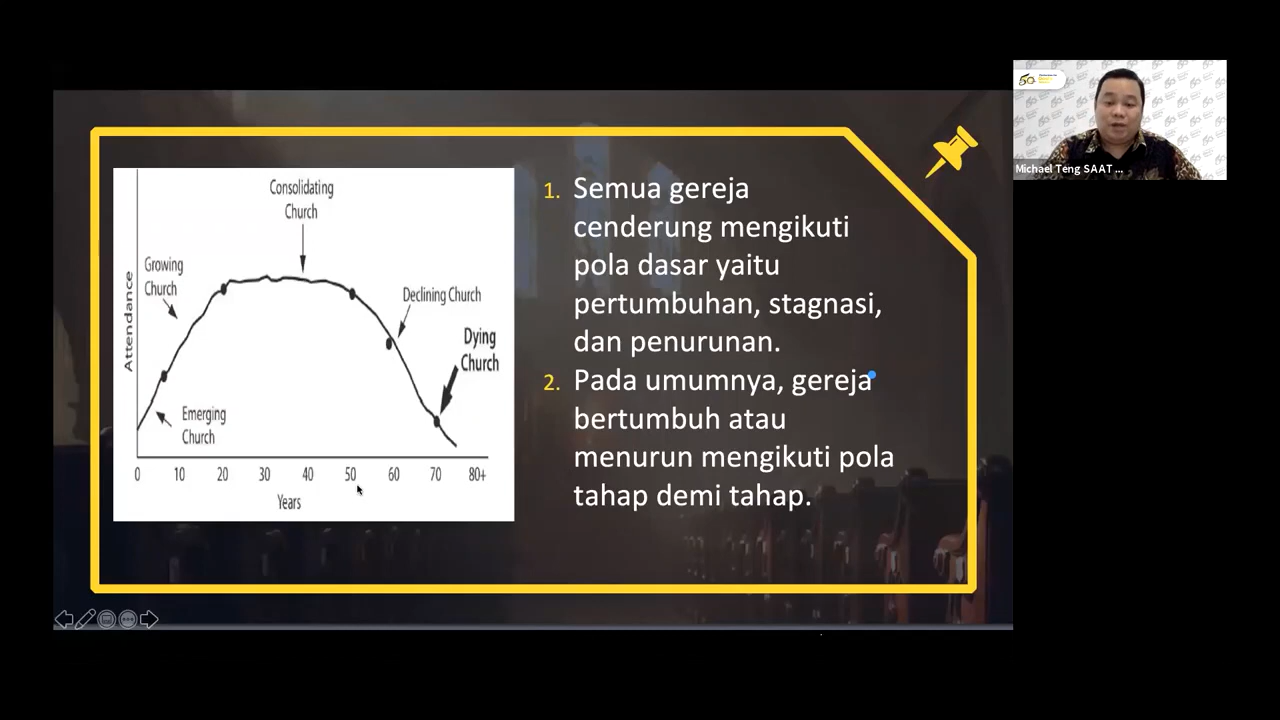 Consolidating
Church
Growing
Church
Attendance
Declining Church
Dying
Church
Emerging
Church
0 10 20 30 40 50 60 70 80+
Years
1. Semua gereja
cenderung mengikuti
pola dasar yaitu
pertumbuhan, stagnasi,
dan penurunan.
2. Pada umumnya, gereja
bertumbuh atau
menurun mengikuti pola
tahap demi tahap.
50
Michael Teng SAAT ...